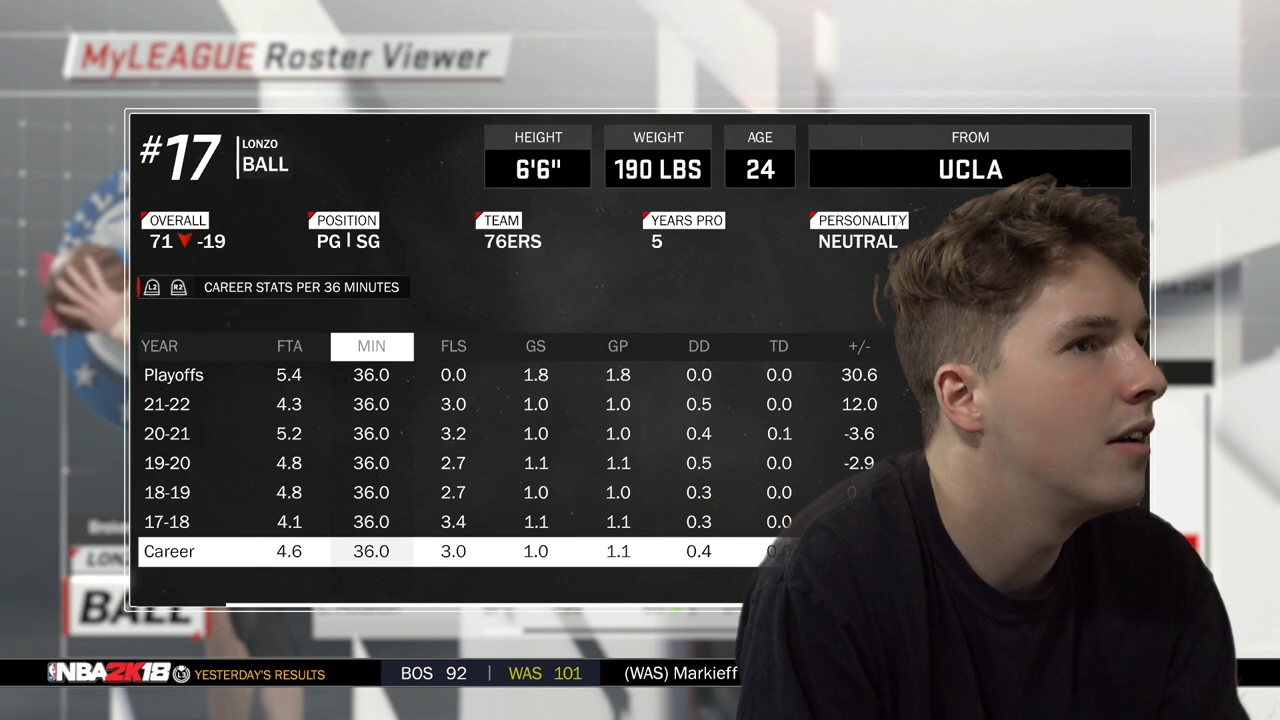 MyLEAGUE Roster Viewer
#17 LONZO BALL
HEIGHT WEIGHT AGE FROM
6'6" 190 LBS 24 UCLA
OVERALL POSITION TEAM YEARS PRO PERSONALITY
71 -19 PG | SG 76ERS 5 NEUTRAL
L2 R2 CAREER STATS PER 36 MINUTES
YEAR FTA MIN FLS GS GP DD TD +/-
Playoffs 5.4 36.0 0.0 1.8 1.8 0.0 0.0 30.6
21-22 4.3 36.0 3.0 1.0 1.0 0.5 0.0 12.0
20-21 5.2 36.0 3.2 1.0 1.0 0.4 0.1 -3.6
19-20 4.8 36.0 2.7 1.1 1.1 0.5 0.0 -2.9
18-19 4.8 36.0 2.7 1.0 1.0 0.3 0.0
17-18 4.1 36.0 3.4 1.1 1.1 0.3 0.0
Career 4.6 36.0 3.0 1.0 1.1 0.4 0.0
BALL
NBA2K18 YESTERDAY'S RESULTS BOS 92 | WAS 101 (WAS) Markieff